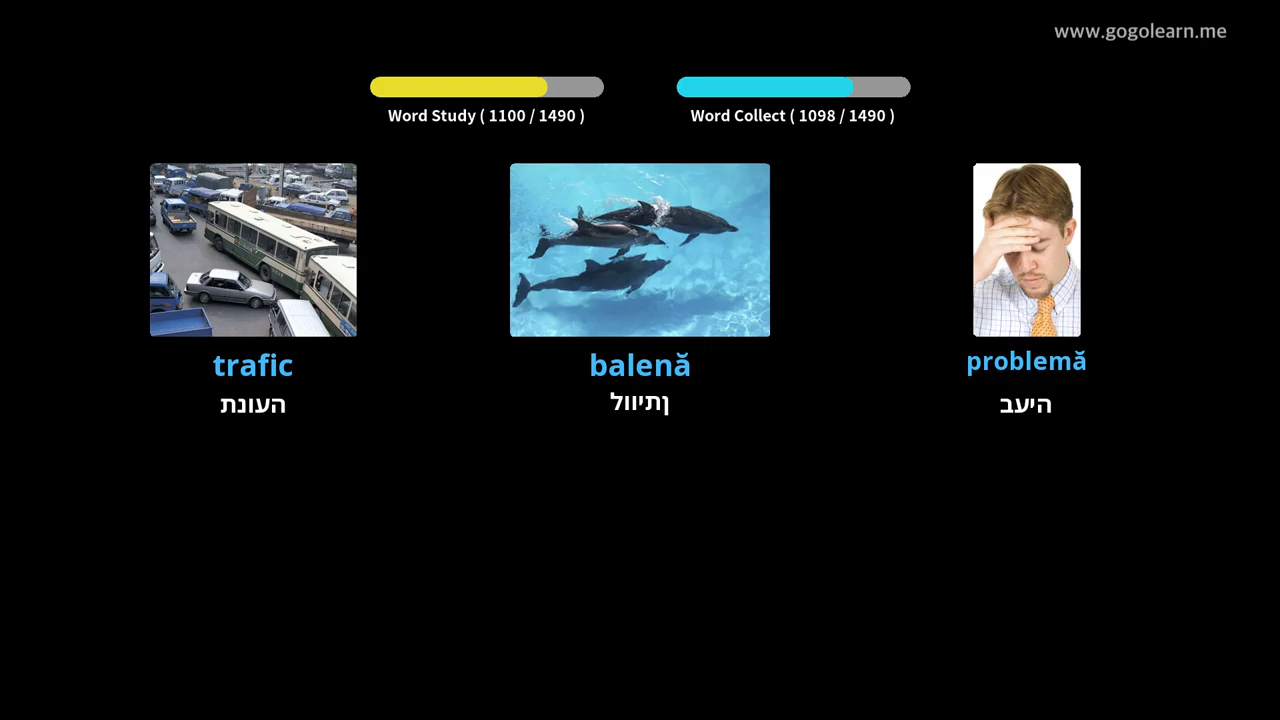 www.gogolearn.me
Word Study ( 1100 / 1490 )
Word Collect ( 1098 / 1490 )
trafic
תנועה
balenă
לוויתן
problemă
בעיה